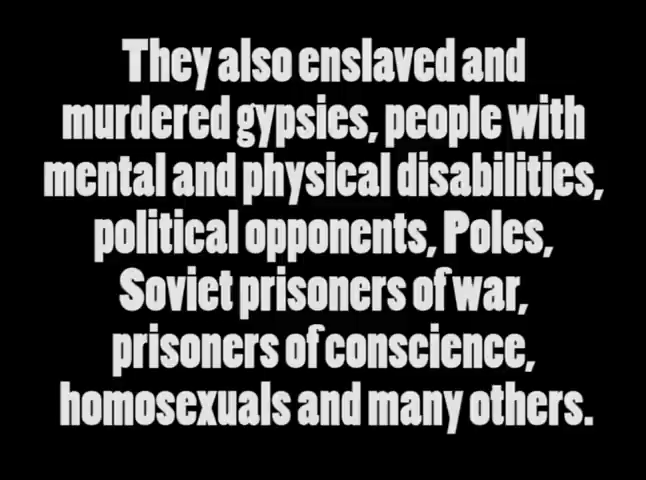 They also enslaved and
murdered gypsies, people with
mental and physical disabilities,
political opponents, Poles,
Soviet prisoners of war,
prisoners of conscience,
homosexuals and many others.